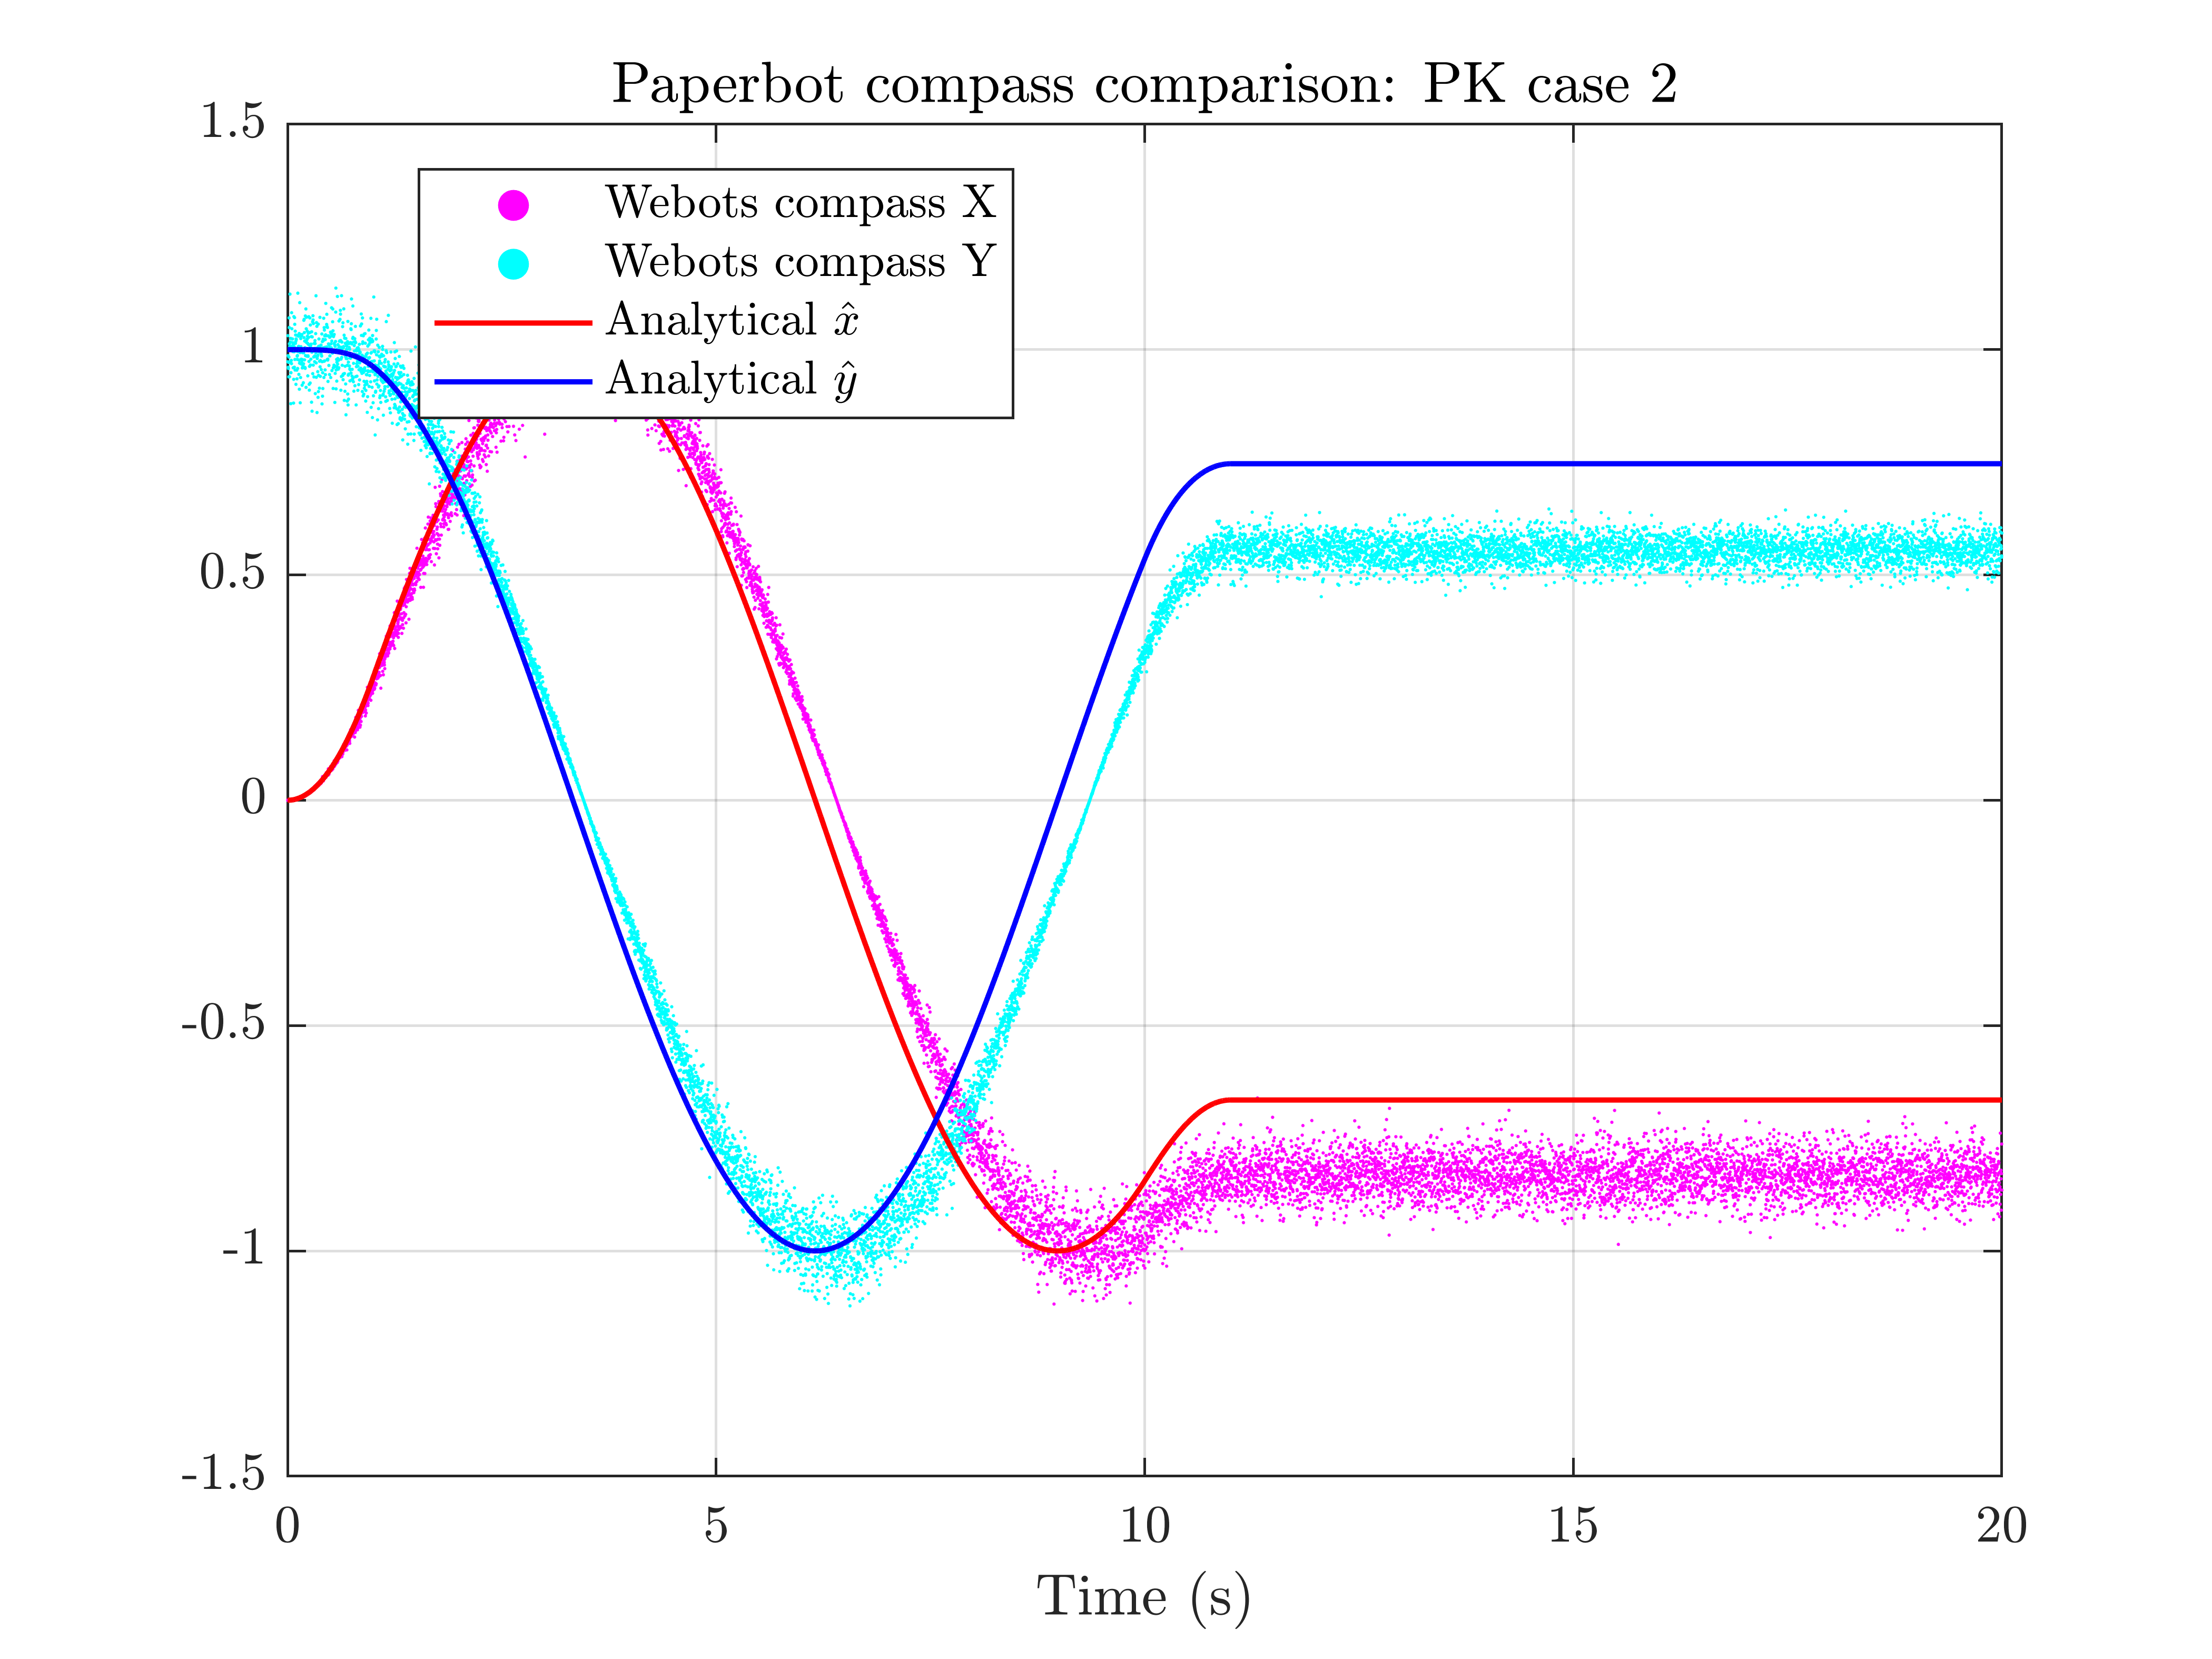 Paperbot compass comparison: PK case 2
1.5
1
0.5
0
-0.5
-1
-1.5
Webots compass X
Webots compass Y
Analytical x̂
Analytical ŷ
0 5 10 15 20
Time (s)